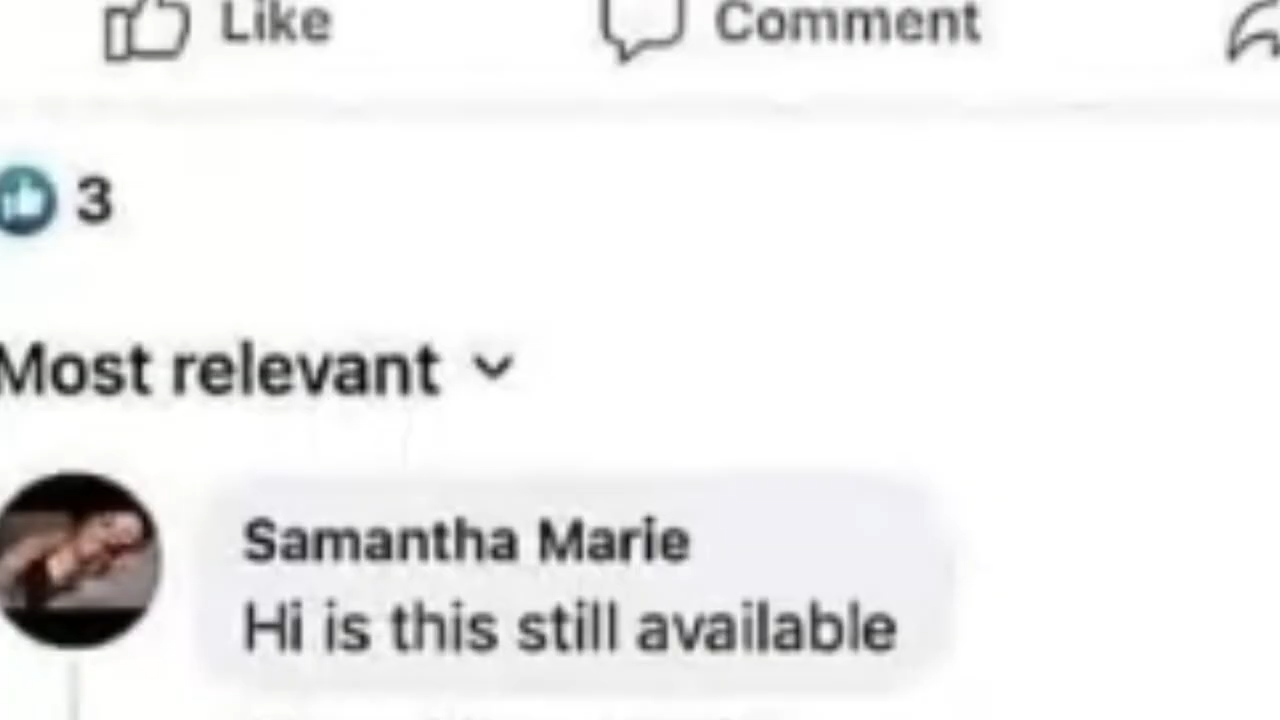 Like
Comment
3
Most relevant
Samantha Marie
Hi is this still available